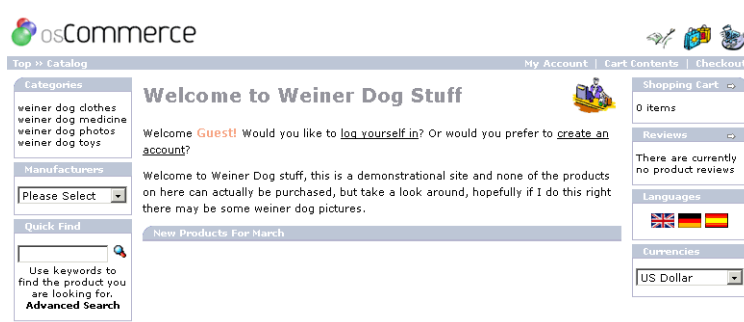 osCommerce
Top » Catalog
My Account | Cart Contents | Checkout
Categories
weiner dog clothes
weiner dog medicine
weiner dog photos
weiner dog toys
Manufacturers
Please Select
Quick Find
Use keywords to
find the product you
are looking for.
Advanced Search
Welcome to Weiner Dog Stuff
Welcome Guest! Would you like to log yourself in? Or would you prefer to create an
account?
Welcome to Weiner Dog stuff, this is a demonstrational site and none of the products
on here can actually be purchased, but take a look around, hopefully if I do this right
there may be some weiner dog pictures.
New Products For March
Shopping Cart
0 items
Reviews
There are currently
no product reviews
Languages
Currencies
US Dollar